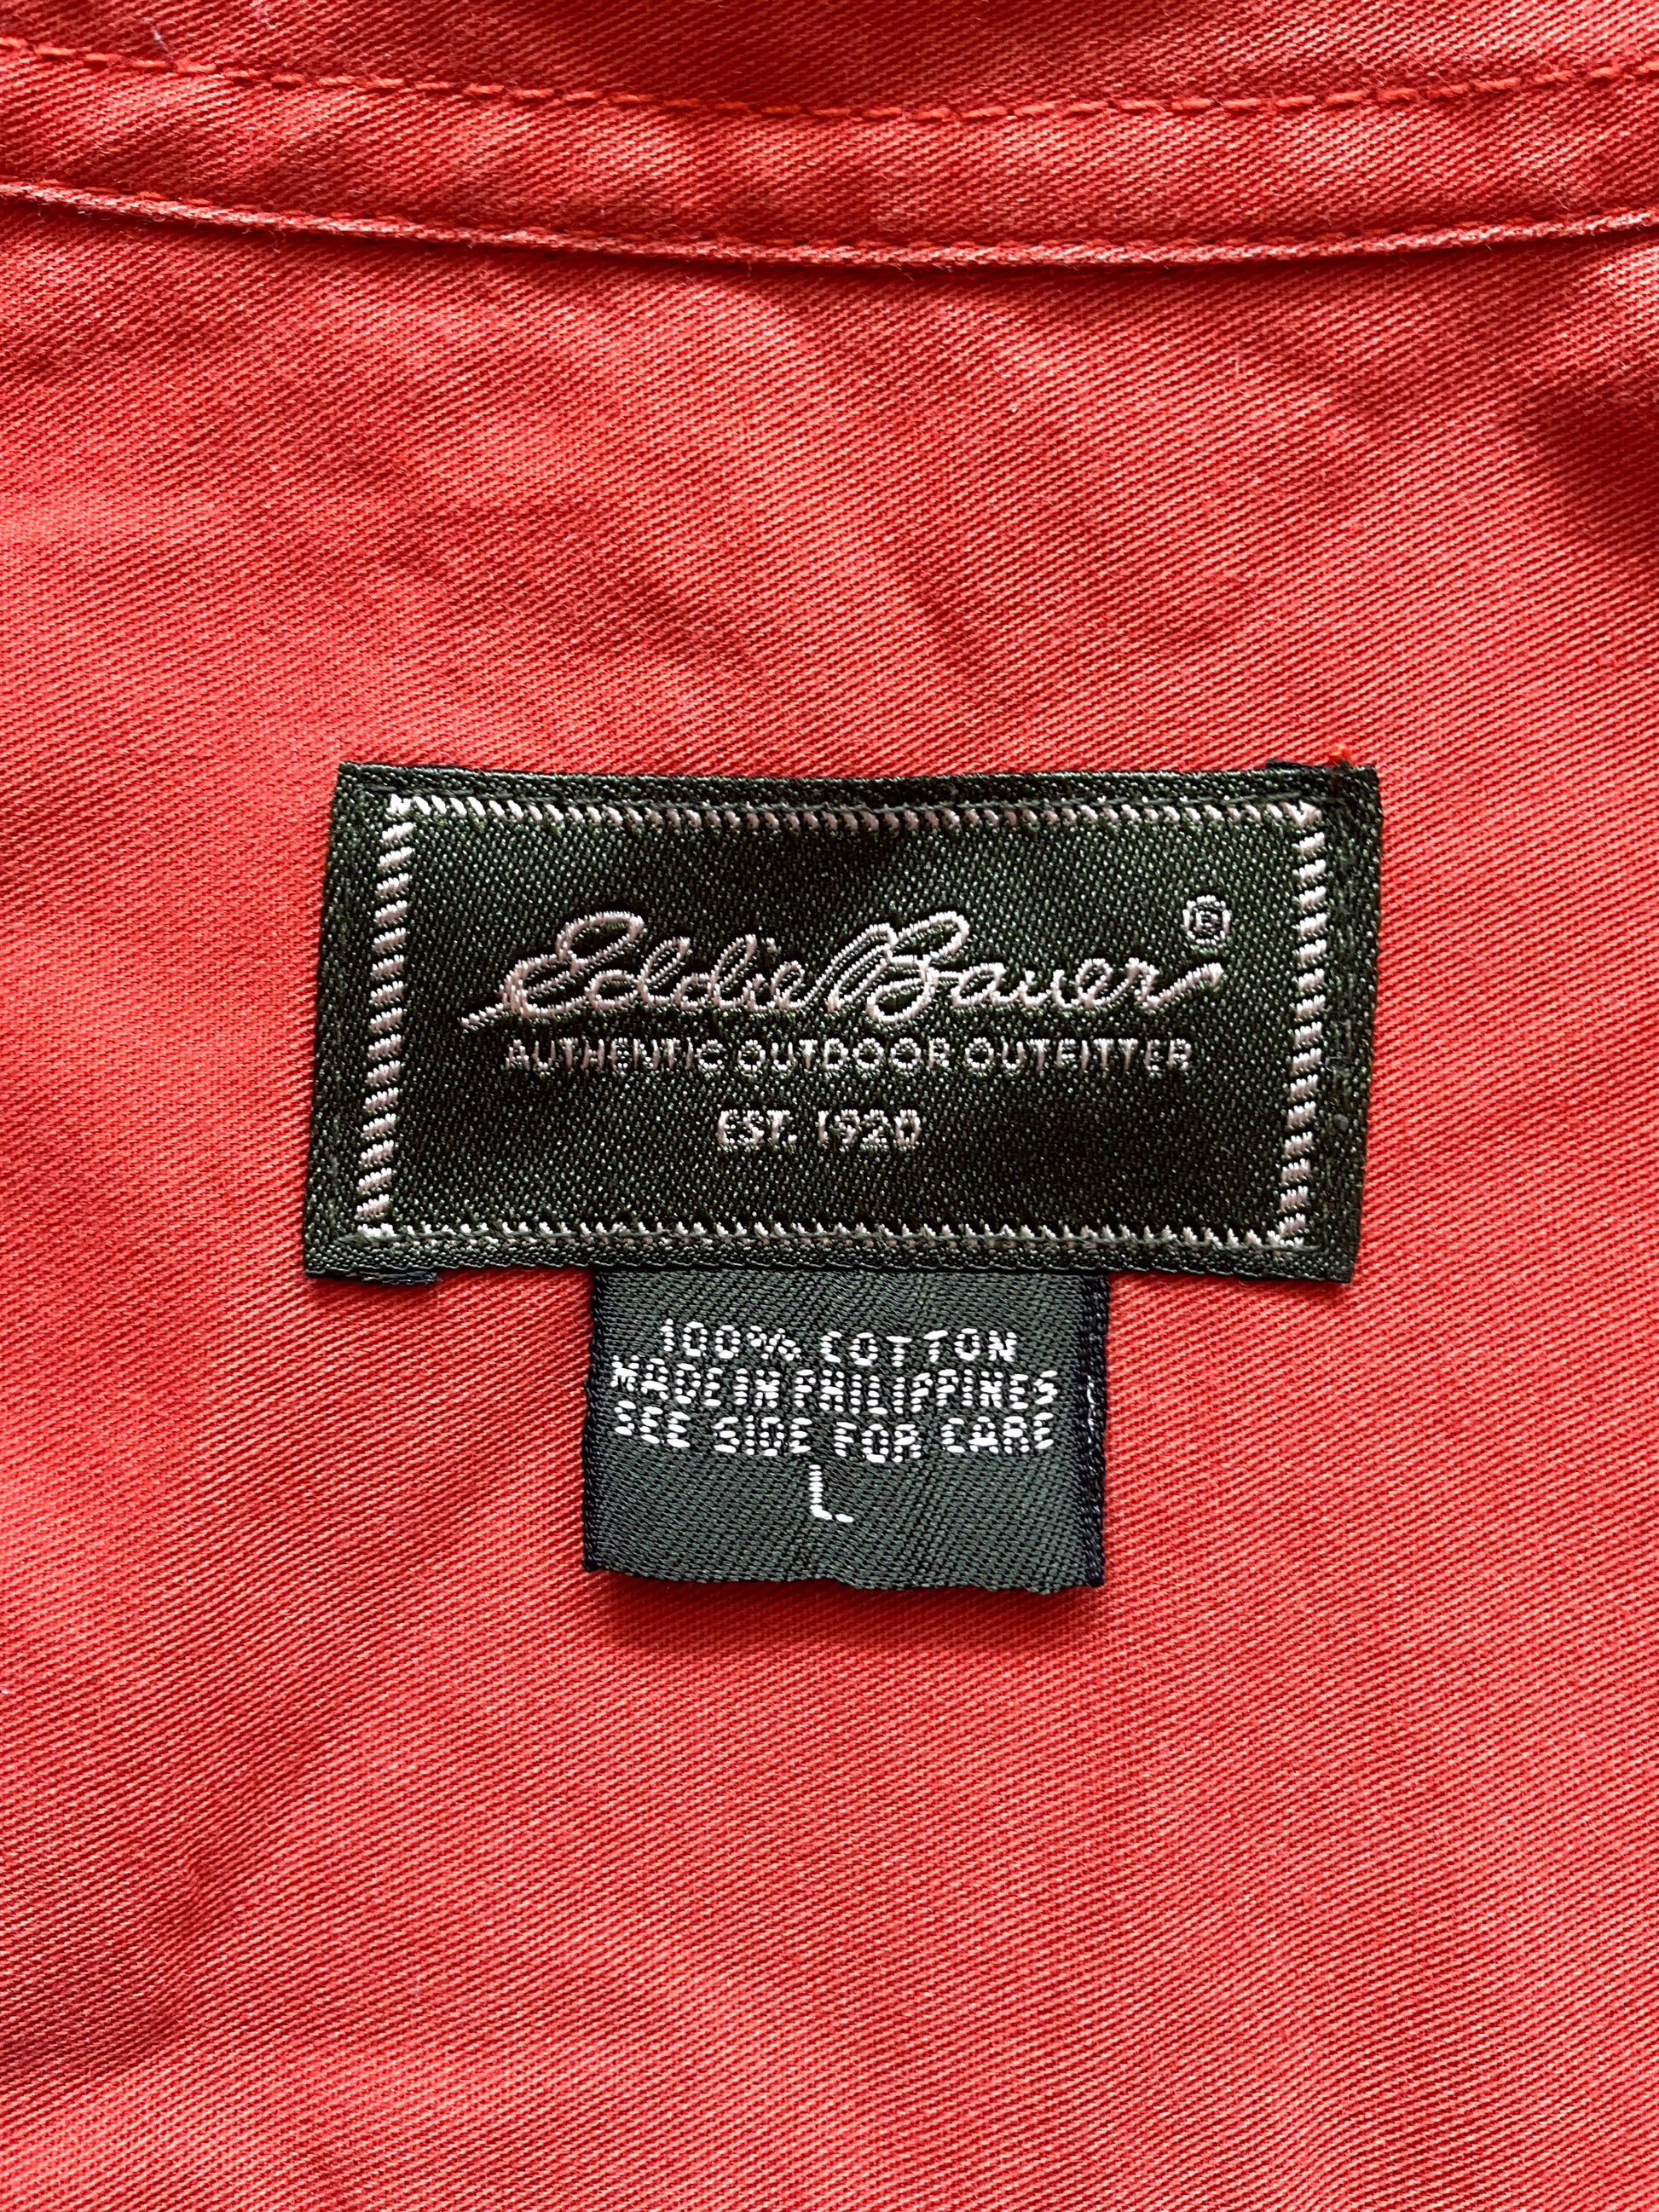 Eddie Bauer®
AUTHENTIC OUTDOOR OUTFITTER
EST. 1920
100% COTTON
MADE IN PHILIPPINES
SEE SIDE FOR CARE
L